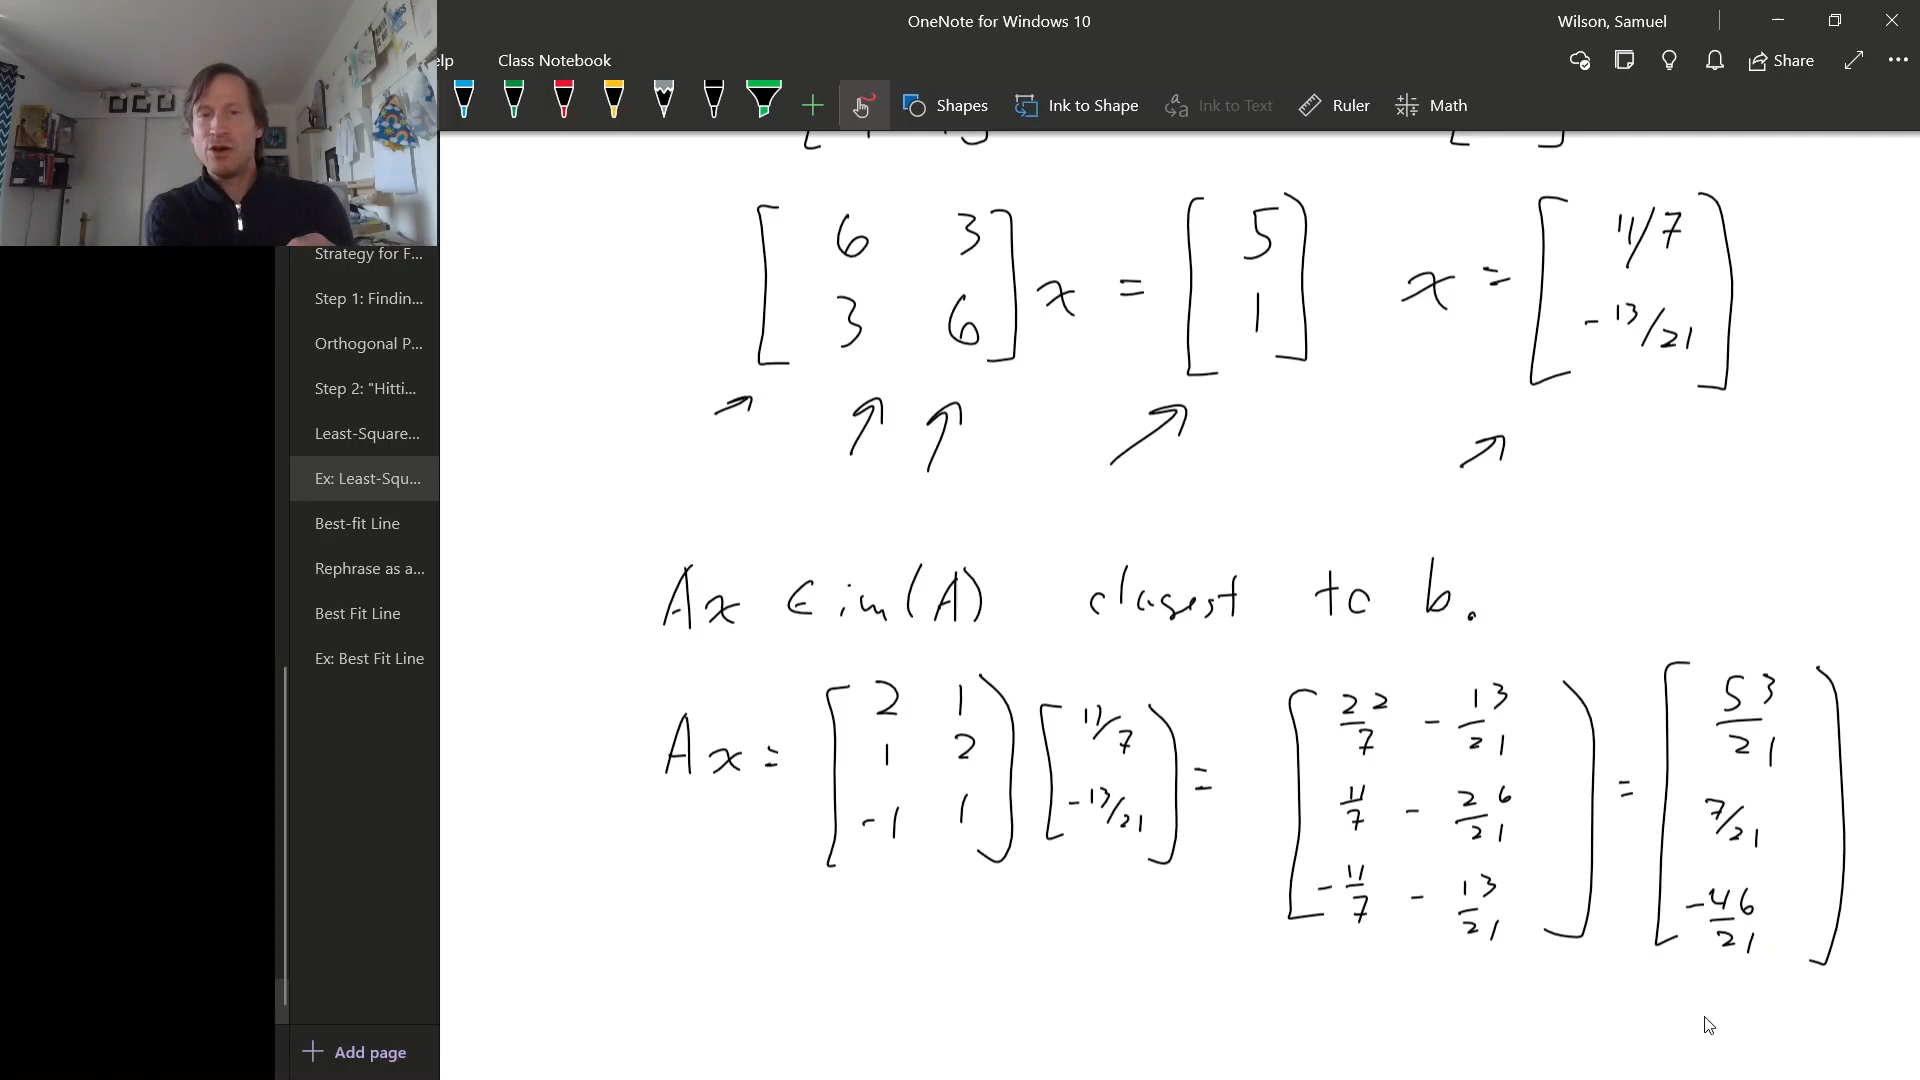 OneNote for Windows 10
Wilson, Samuel
elp Class Notebook
Share
Shapes Ink to Shape Ink to Text Ruler Math
Strategy for F...
Step 1: Findin...
Orthogonal P...
Step 2: "Hitti...
Least-Square...
Ex: Least-Squ...
Best-fit Line
Rephrase as a...
Best Fit Line
Ex: Best Fit Line
Add page
[6 3; 3 6] x = [5; 1] x = [11/7; -13/21]
Ax ∈ im(A) closest to b.
Ax = [2 1; 1 2; -1 1] [11/7; -13/21] = [22/7 - 13/21; 11/7 - 26/21; -11/7 - 13/21] = [53/21; 7/21; -46/21]